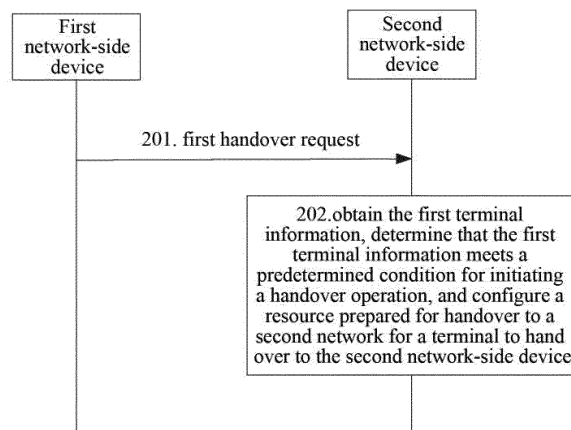 First
network-side
device
Second
network-side
device
201. first handover request
202.obtain the first terminal
information, determine that the first
terminal information meets a
predetermined condition for initiating
a handover operation, and configure a
resource prepared for handover to a
second network for a terminal to hand
over to the second network-side device